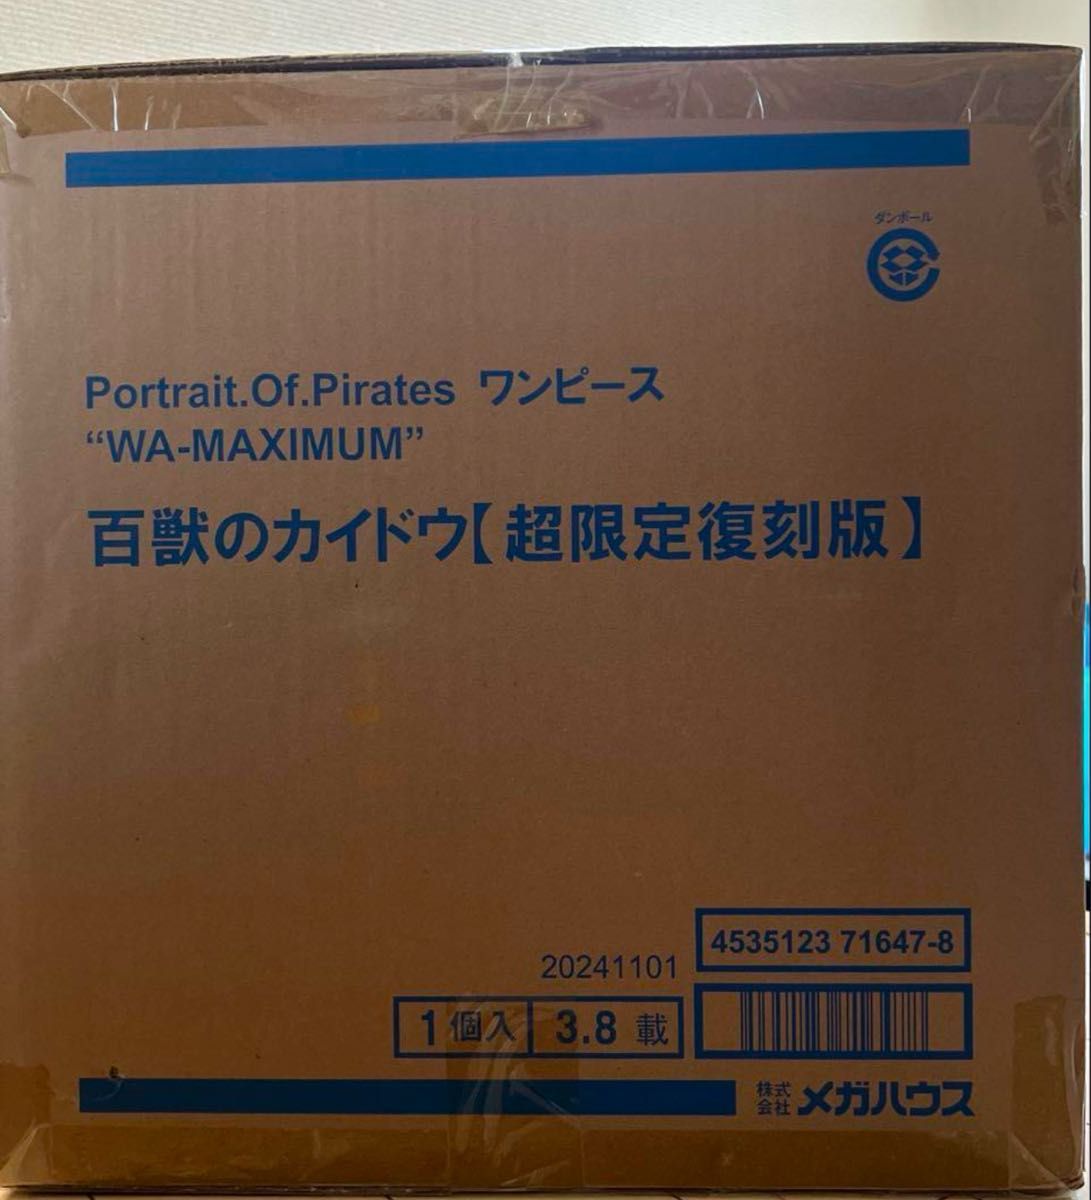 ダンボール
Portrait.Of.Pirates ワンピース
“WA-MAXIMUM”
百獣のカイドウ【超限定復刻版】
4535123 71647-8
20241101
1個入 3.8 載
株式会社 メガハウス